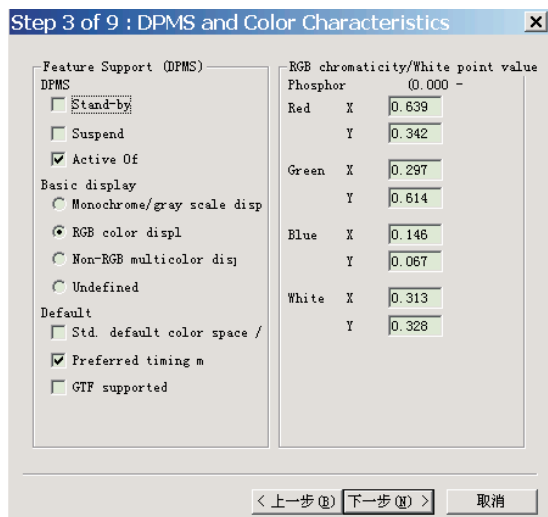 Step 3 of 9 : DPMS and Color Characteristics
Feature Support (DPMS)
DPMS
Stand-by
Suspend
Active Of
Basic display
Monochrome/gray scale disp
RGB color displ
Non-RGB multicolor dis
Undefined
Default
Std. default color space /
Preferred timing m
GTF supported
RGB chromaticity/White point value
Phosphor (0.000 -
Red X 0.639
Y 0.342
Green X 0.297
Y 0.614
Blue X 0.146
Y 0.067
White X 0.313
Y 0.328
< 上一步(B) 下一步(N) > 取消